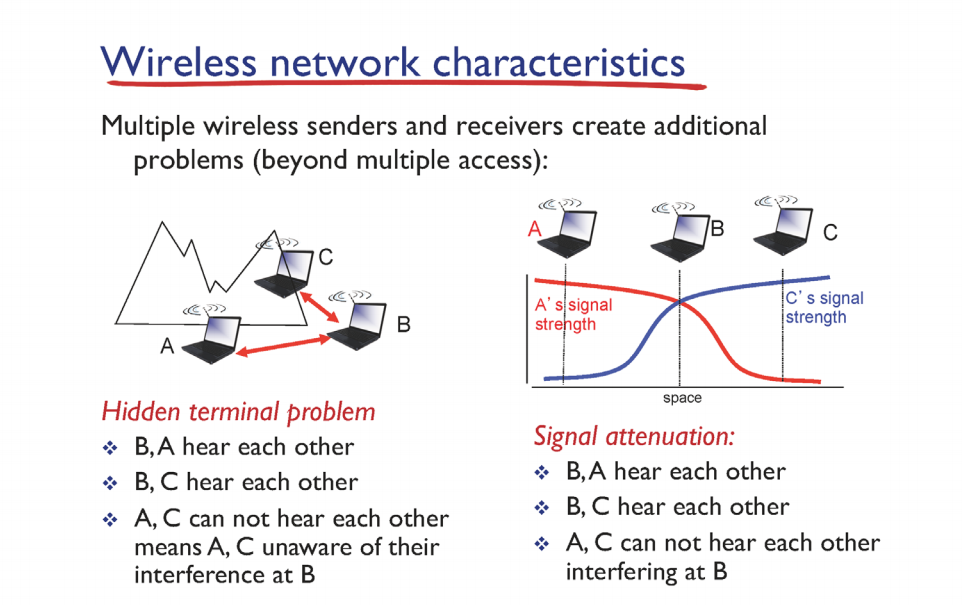 Wireless network characteristics
Multiple wireless senders and receivers create additional
problems (beyond multiple access):
C
B
A
Hidden terminal problem
B, A hear each other
B, C hear each other
A, C can not hear each other
means A, C unaware of their
interference at B
A
B
C
A's signal
strength
C's signal
strength
space
Signal attenuation:
B, A hear each other
B, C hear each other
A, C can not hear each other
interfering at B